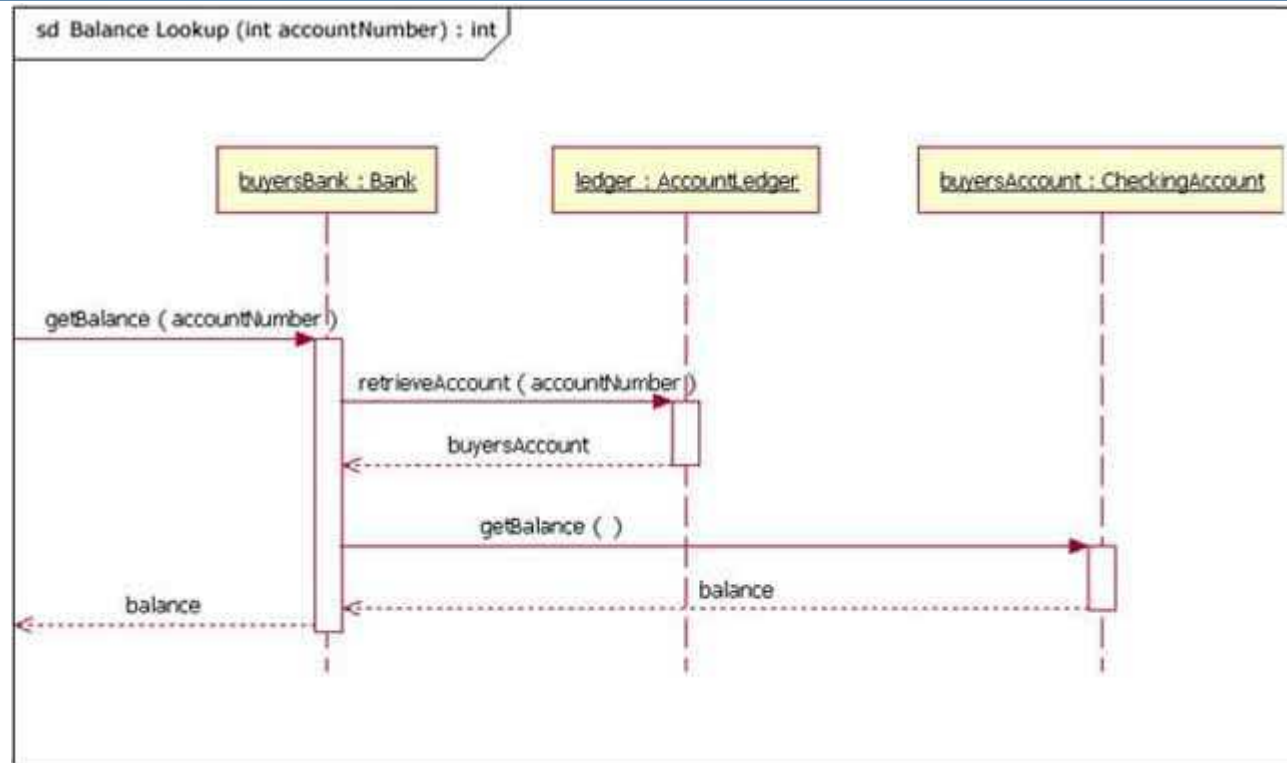 sd Balance Lookup (int accountNumber) : int
buyersBank : Bank
ledger : AccountLedger
buyersAccount : CheckingAccount
getBalance ( accountNumber )
retrieveAccount ( accountNumber )
buyersAccount
getBalance ( )
balance
balance